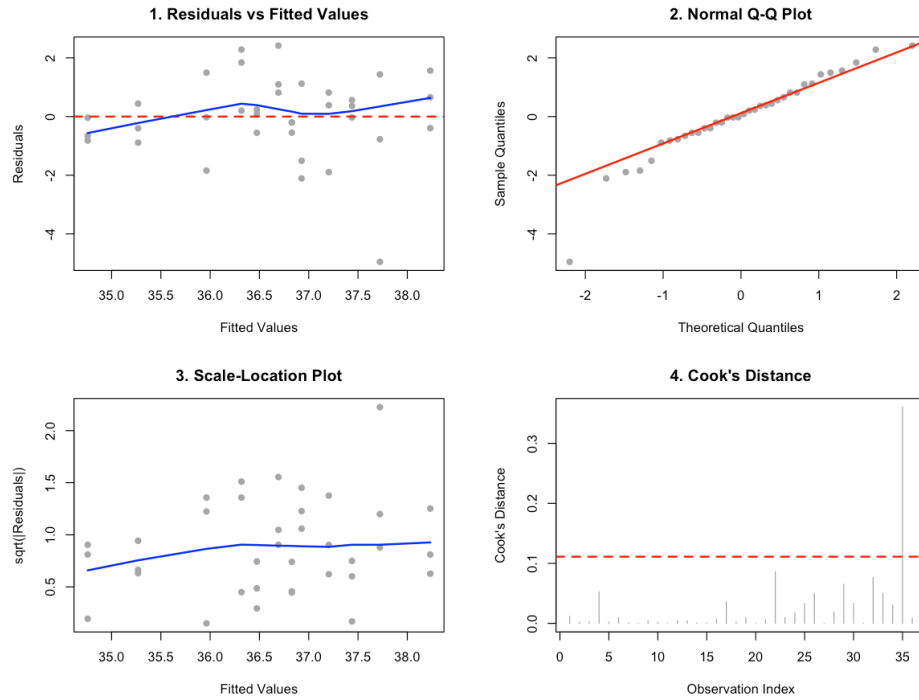 1. Residuals vs Fitted Values
2
0
-2
-4
Residuals
35.0 35.5 36.0 36.5 37.0 37.5 38.0
Fitted Values
2. Normal Q-Q Plot
2
0
-2
-4
Sample Quantiles
-2 -1 0 1 2
Theoretical Quantiles
3. Scale-Location Plot
2.0
1.5
1.0
0.5
sqrt(|Residuals|)
35.0 35.5 36.0 36.5 37.0 37.5 38.0
Fitted Values
4. Cook's Distance
0.3
0.2
0.1
0.0
Cook's Distance
0 5 10 15 20 25 30 35
Observation Index